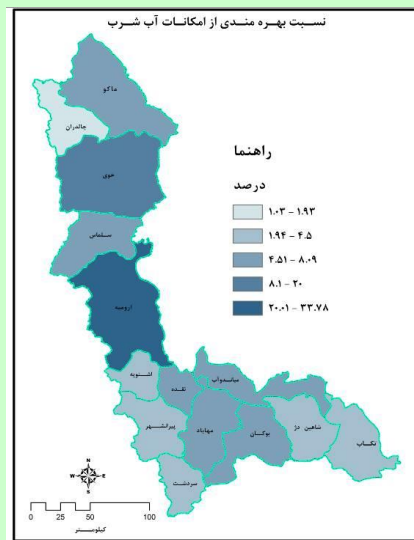 نسبت بهره مندی از امکانات آب شرب
ماکو
چالدران
خوی
سلماس
ارومیه
اشنویه
نقده
میاندوآب
پیرانشهر
مهاباد
بوکان
شاهین دژ
تکاب
سردشت
راهنما
درصد
۱.۰۳ - ۱.۹۳
۱.۹۴ - ۴.۵
۴.۵۱ - ۸.۰۹
۸.۱ - ۲۰
۲۰.۰۱ - ۳۳.۷۸
N
W E
S
0 25 50 100
کیلومتر